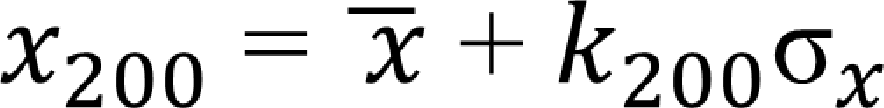 x₂₀₀ = x̅ + k₂₀₀σₓ